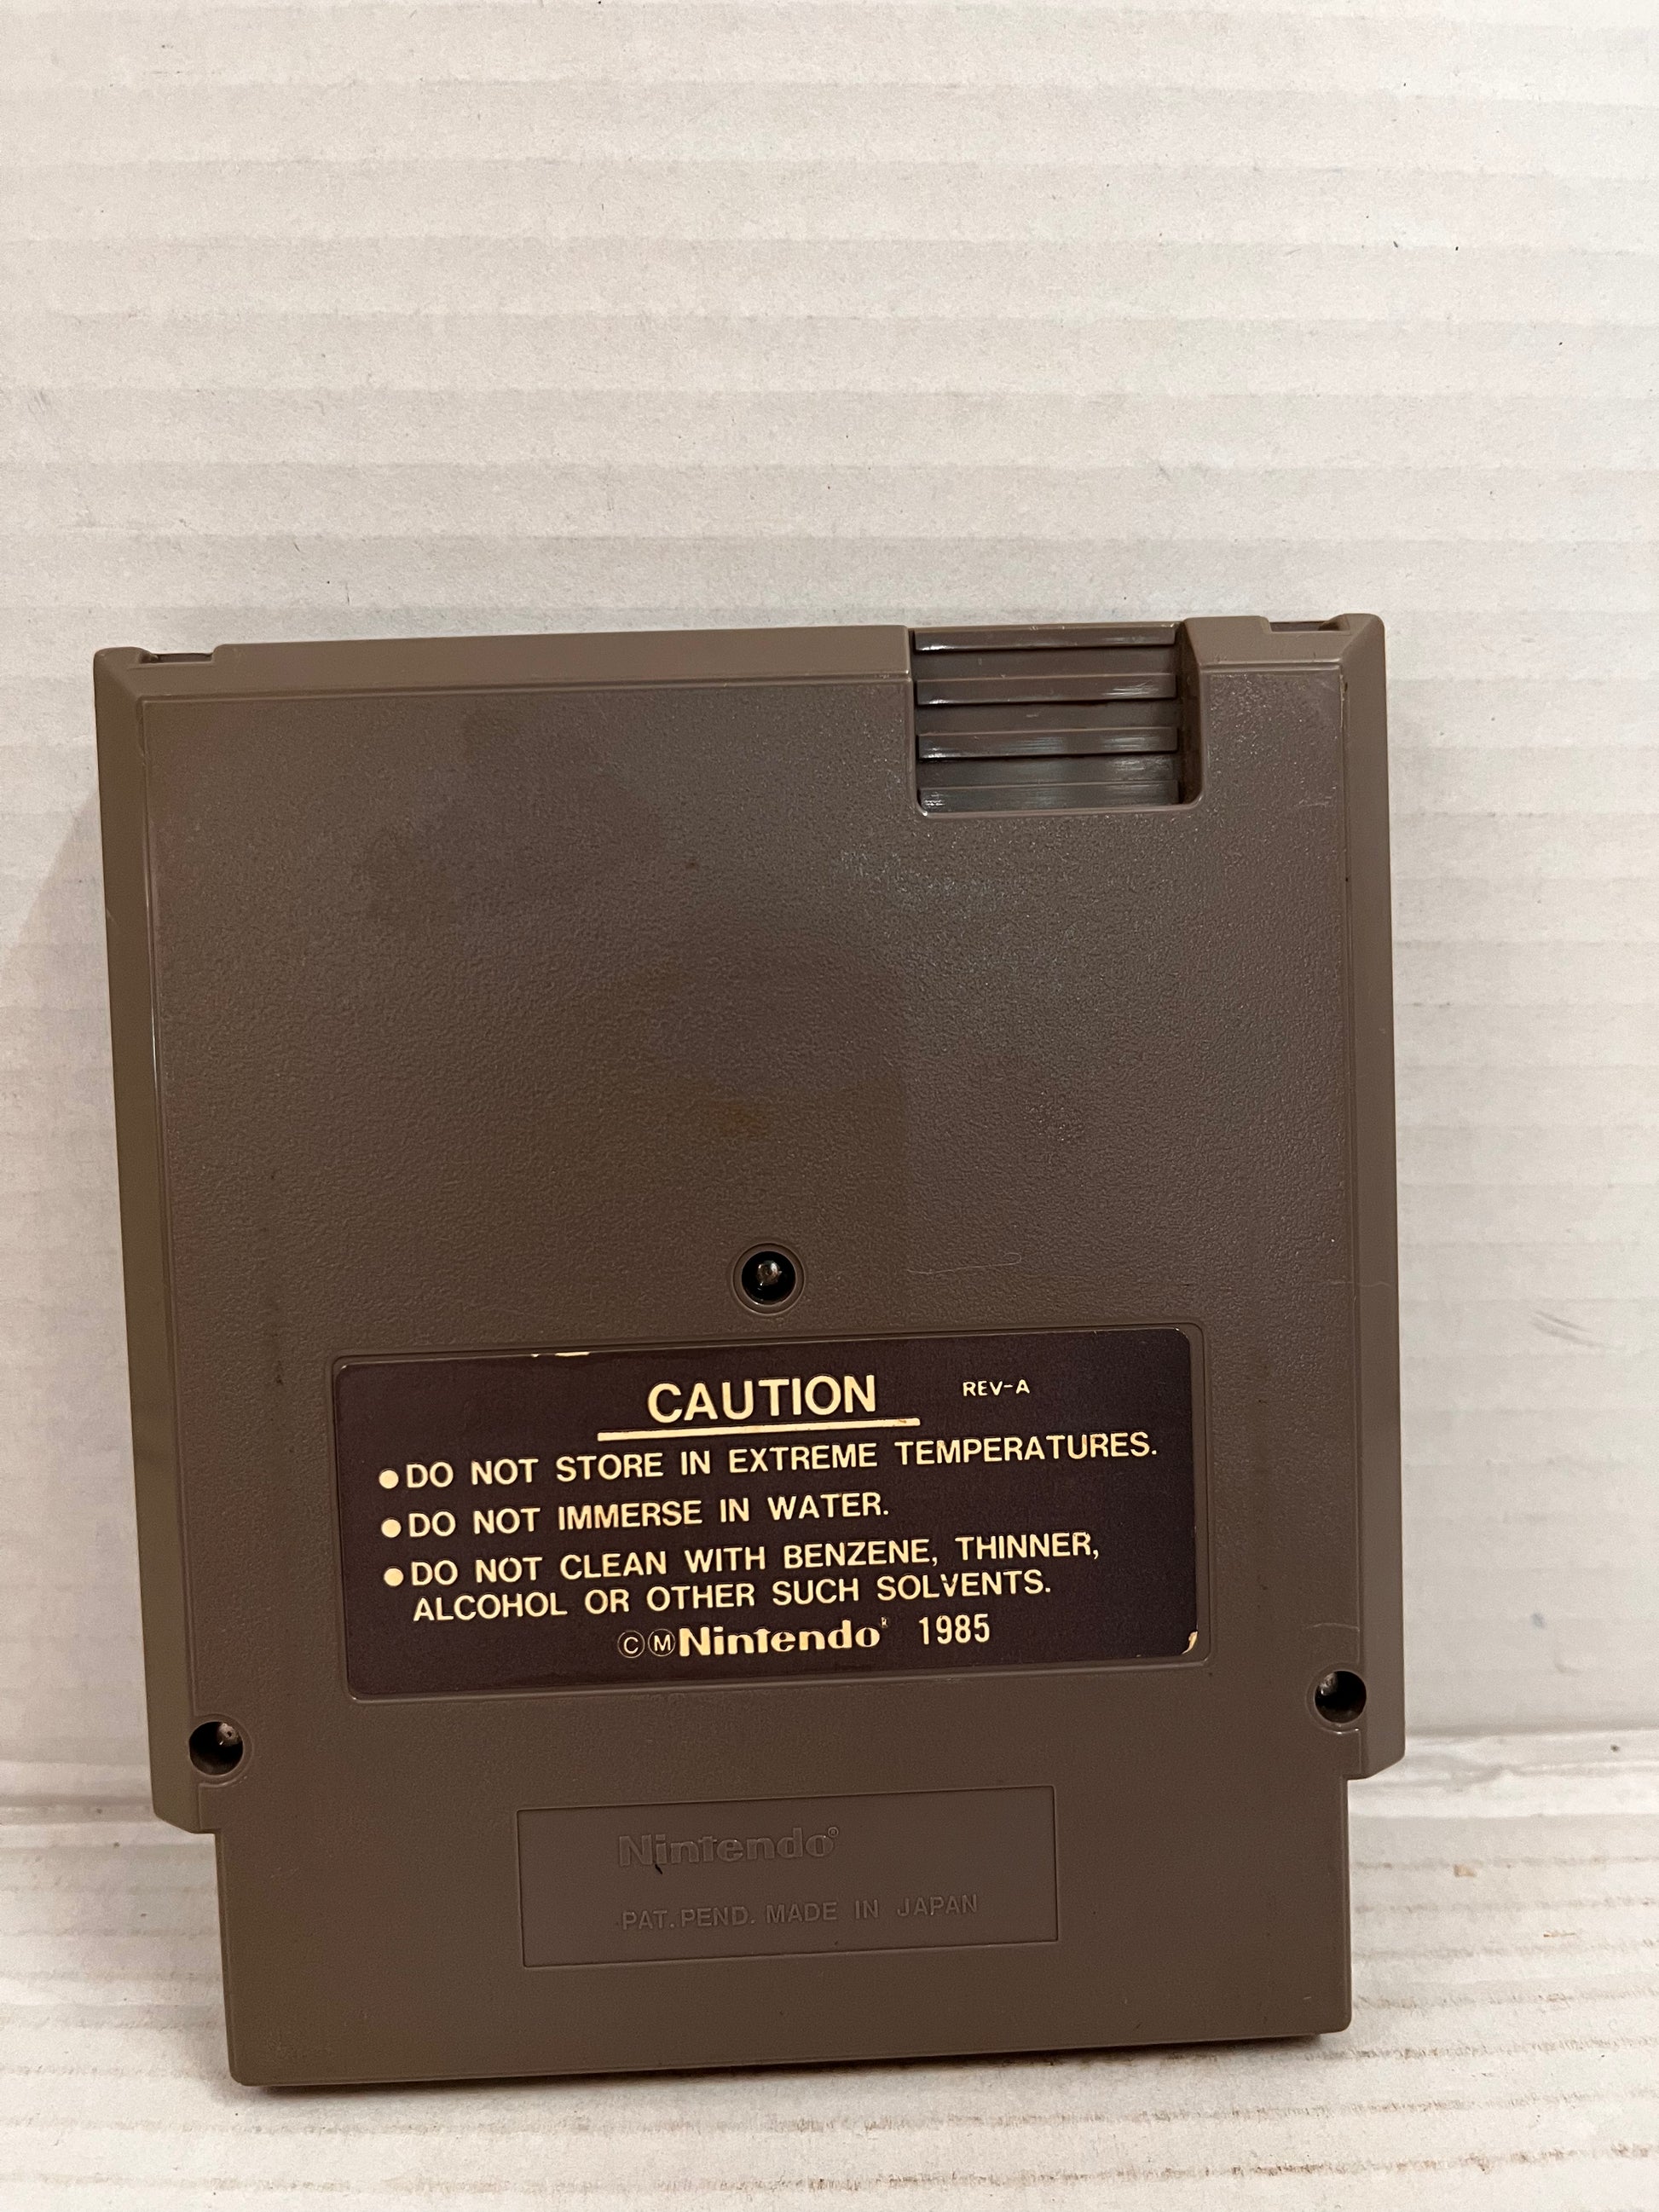 CAUTION REV-A
●DO NOT STORE IN EXTREME TEMPERATURES.
●DO NOT IMMERSE IN WATER.
●DO NOT CLEAN WITH BENZENE, THINNER,
ALCOHOL OR OTHER SUCH SOLVENTS.
ⒸⓂNintendo® 1985
Nintendo®
PAT. PEND. MADE IN JAPAN